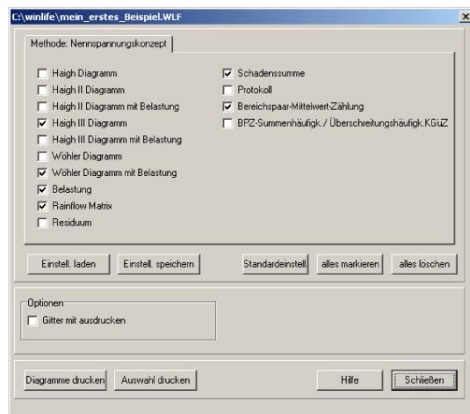 C:\winlife\mein_erstes_Beispiel.WLF
Methode: Nennspannungskonzept
Haigh Diagramm
Haigh II Diagramm
Haigh II Diagramm mit Belastung
Haigh III Diagramm
Haigh III Diagramm mit Belastung
Wöhler Diagramm
Wöhler Diagramm mit Belastung
Belastung
Rainflow Matrix
Residuum
Schadenssumme
Protokoll
Bereichspaar-Mittelwert-Zählung
BPZ-Summenhäufigk./ Überschreitungshäufigk.KGüZ
Einstell. laden
Einstell. speichern
Standardeinstell
alles markieren
alles löschen
Optionen
Gitter mit ausdrucken
Diagramme drucken
Auswahl drucken
Hilfe
Schließen